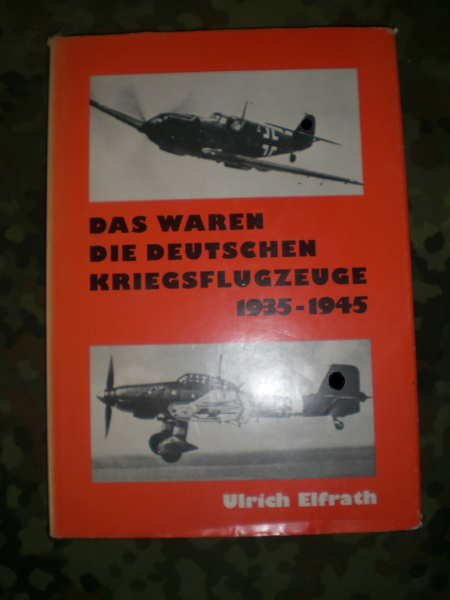 DAS WAREN
DIE DEUTSCHEN
KRIEGSFLUGZEUGE
1935-1945
Ulrich Elfrath